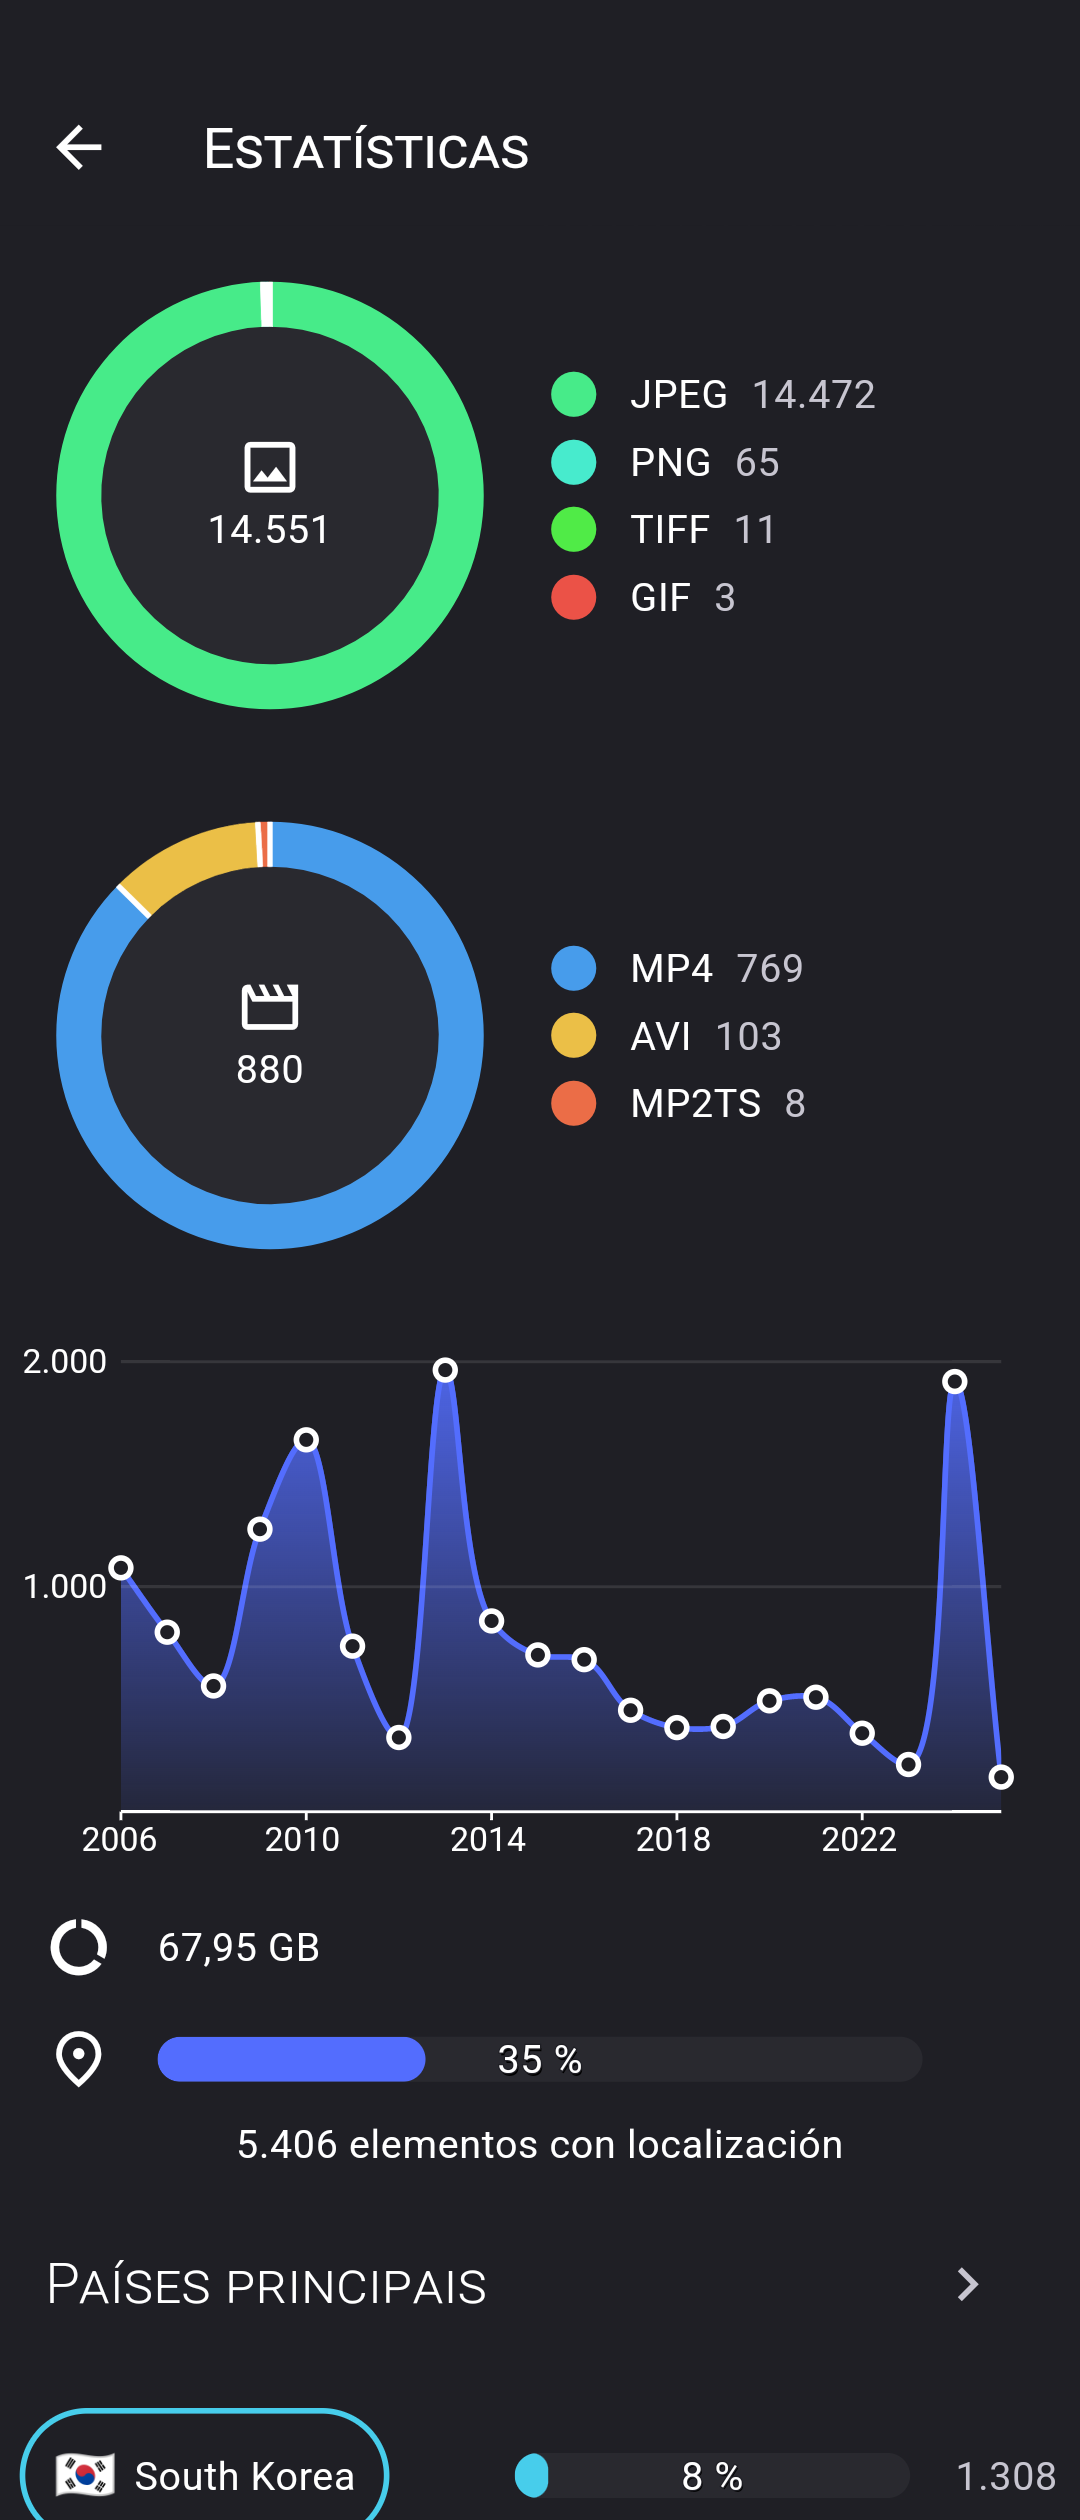 Estatísticas
14.551
JPEG 14.472
PNG 65
TIFF 11
GIF 3
880
MP4 769
AVI 103
MP2TS 8
2.000
1.000
2006 2010 2014 2018 2022
67,95 GB
35 %
5.406 elementos con localización
Países principais
South Korea 8 % 1.308